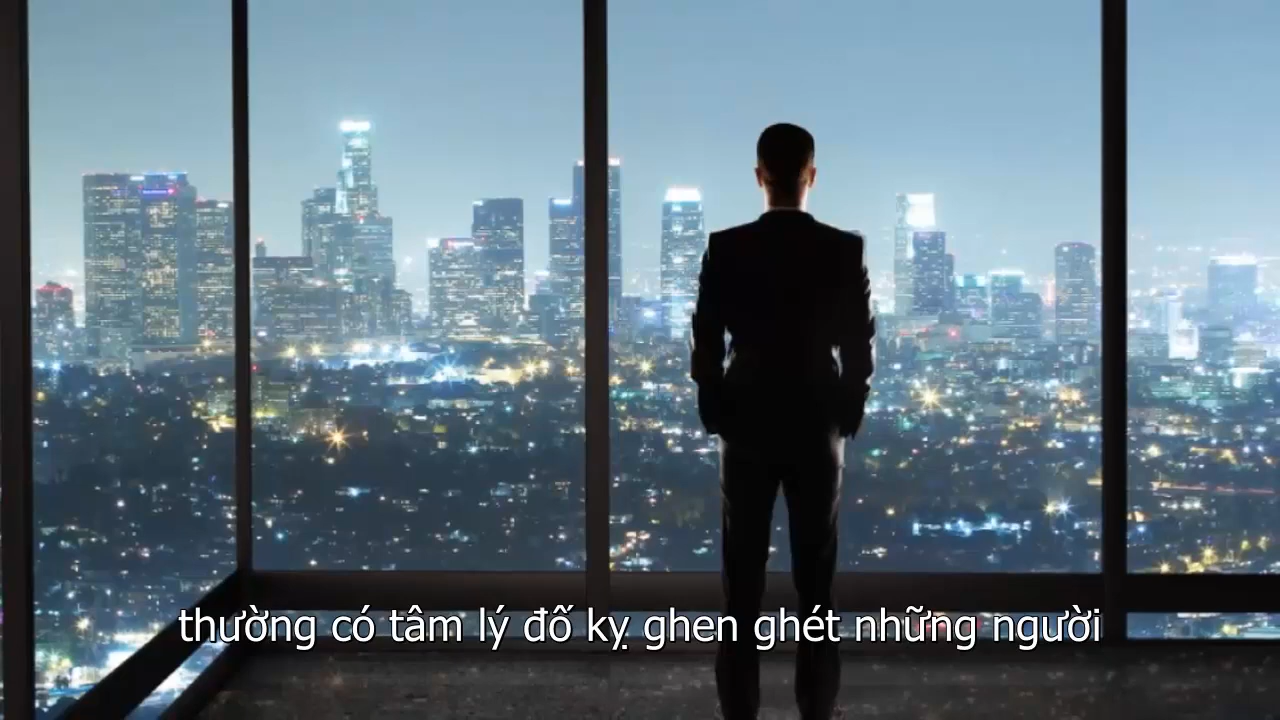 thường có tâm lý đố kỵ ghen ghét những người